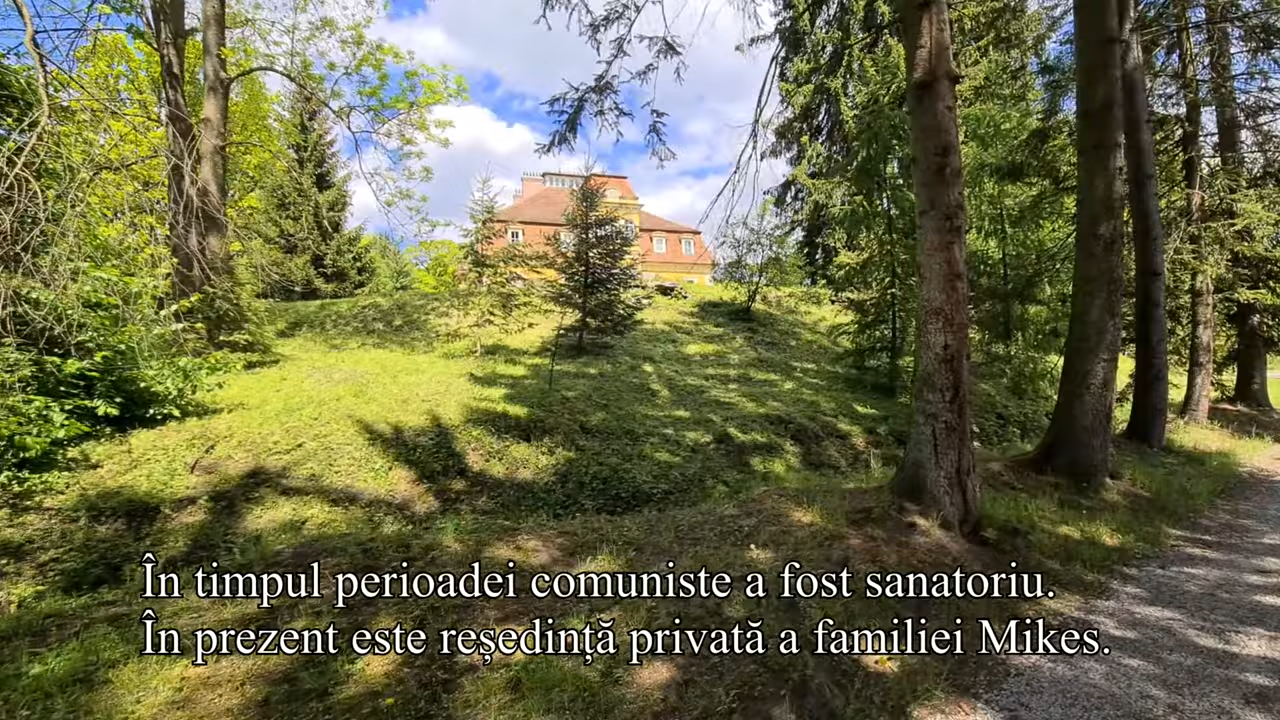 În timpul perioadei comuniste a fost sanatoriu.
În prezent este reședință privată a familiei Mikes.